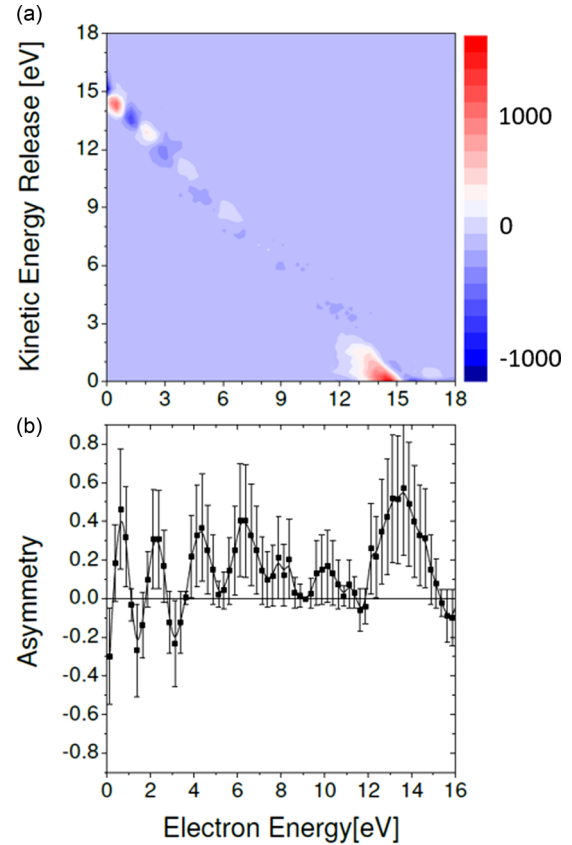 (a)
Kinetic Energy Release [eV]
18
15
12
9
6
3
0
0 3 6 9 12 15 18
1000
0
-1000
(b)
Asymmetry
0.8
0.6
0.4
0.2
0.0
-0.2
-0.4
-0.6
-0.8
0 2 4 6 8 10 12 14 16
Electron Energy[eV]